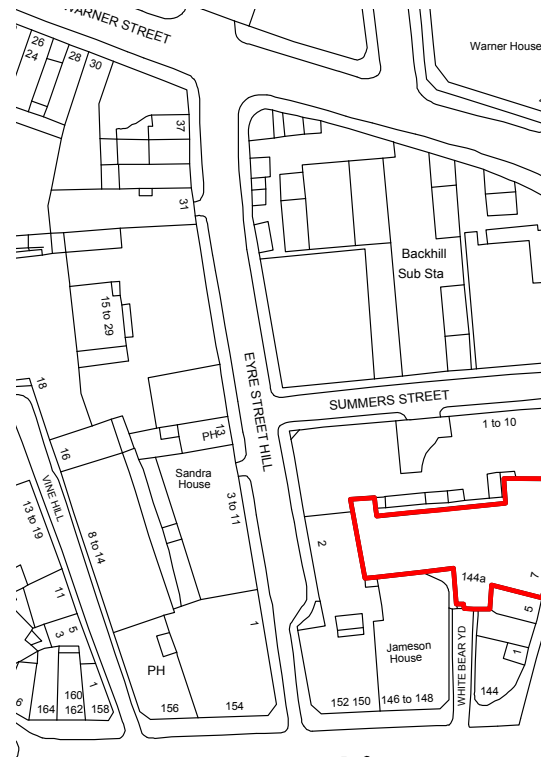 WARNER STREET
Warner House
26
24
28
30
37
31
Backhill
Sub Sta
15 to 29
EYRE STREET HILL
SUMMERS STREET
18
1 to 10
13
PH
16
Sandra
House
VINE HILL
13 to 19
3 to 11
8 to 14
2
144a
7
11
5
5
3
1
1
Jameson
House
WHITE BEAR YD
PH
1
160
144
6
164
162
158
156
154
152 150
146 to 148